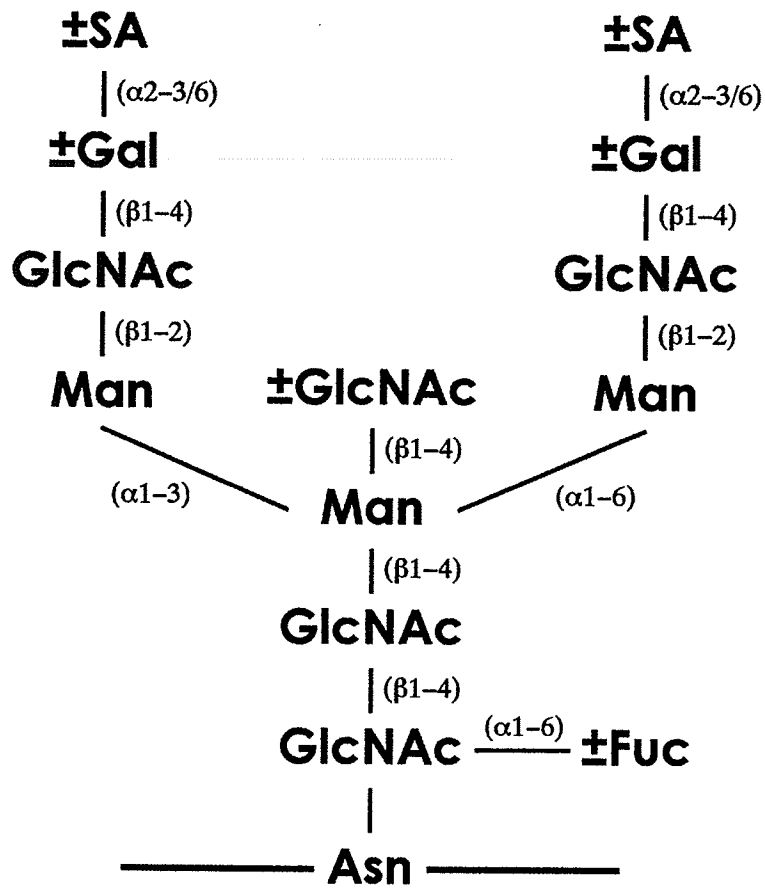 ±SA ±SA
(α2–3/6) (α2–3/6)
±Gal ±Gal
(β1–4) (β1–4)
GlcNAc GlcNAc
(β1–2) (β1–2)
Man ±GlcNAc Man
(β1–4)
(α1–3) Man (α1–6)
(β1–4)
GlcNAc
(β1–4)
GlcNAc (α1–6) ±Fuc
Asn